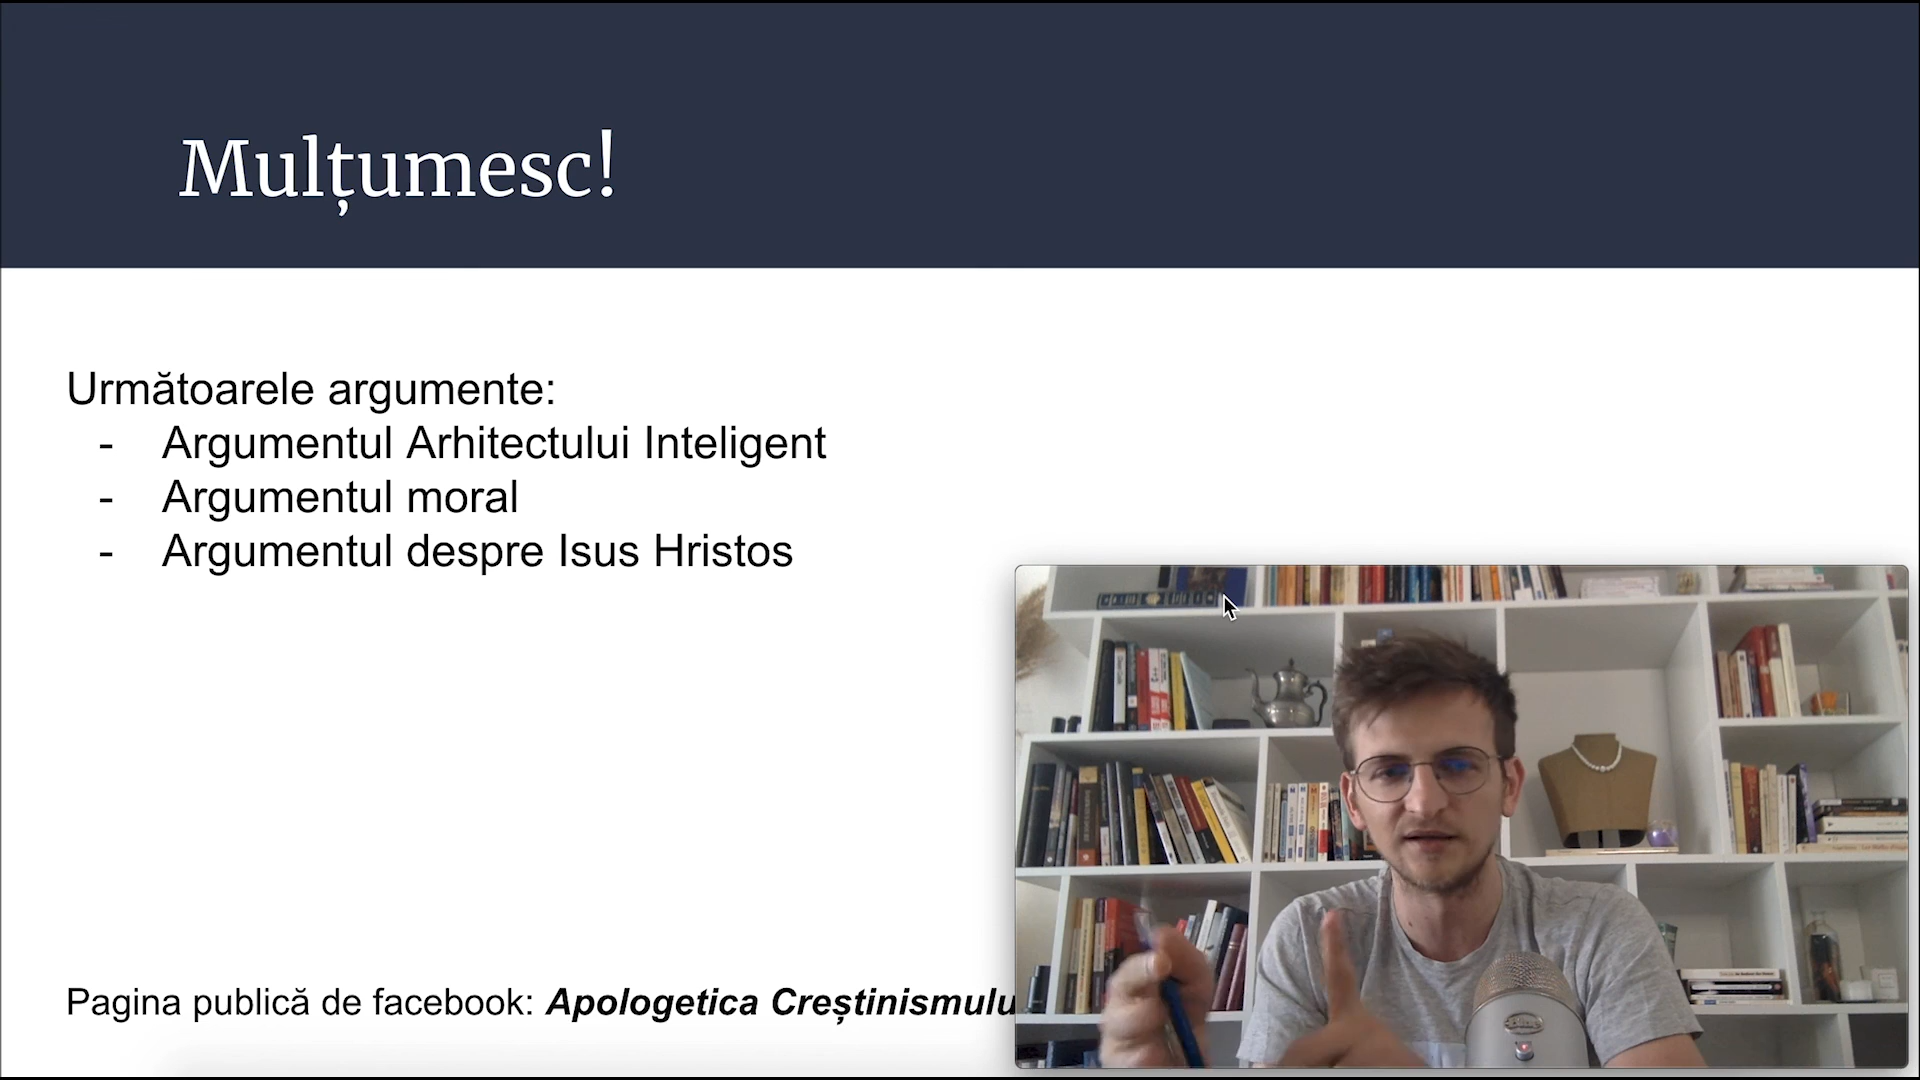 Mulțumesc!
Următoarele argumente:
- Argumentul Arhitectului Inteligent
- Argumentul moral
- Argumentul despre Isus Hristos
Pagina publică de facebook: Apologetica Creștinismulu